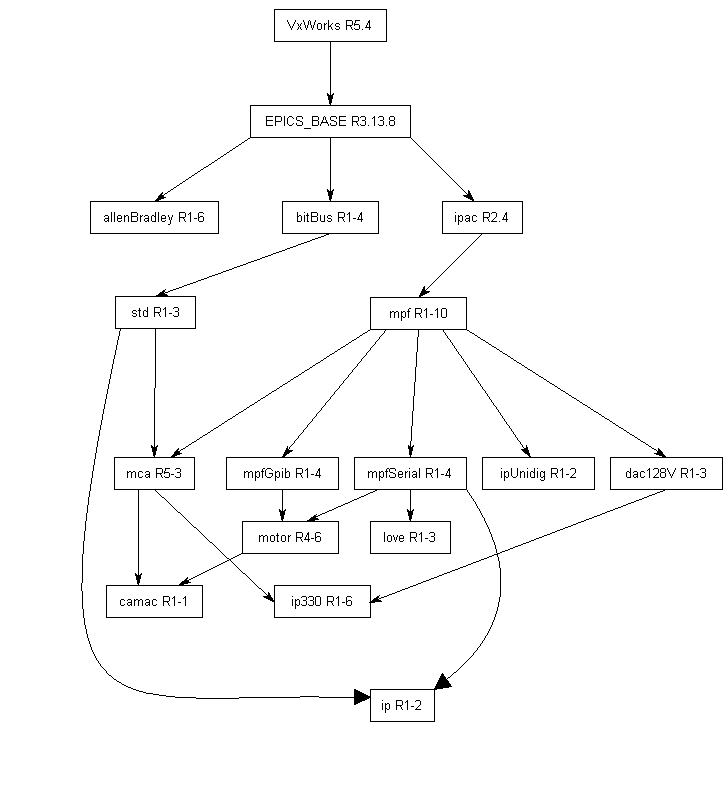 VxWorks R5.4
EPICS_BASE R3.13.8
allenBradley R1-6
bitBus R1-4
ipac R2.4
std R1-3
mpf R1-10
mca R5-3
mpfGpib R1-4
mpfSerial R1-4
ipUnidig R1-2
dac128V R1-3
motor R4-6
love R1-3
camac R1-1
ip330 R1-6
ip R1-2